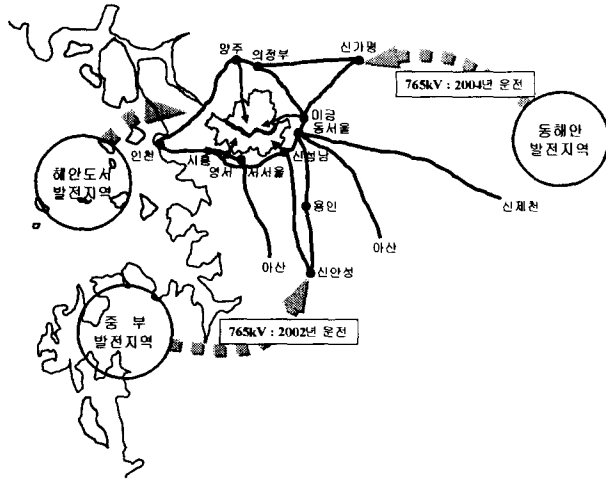 양주
의정부
신가평
765kV : 2004년 운전
미금
동서울
동해안
발전지역
인천
시흥
영서
서서울
신성남
해안도서
발전지역
용인
신제천
아산
아산
신안성
중 부
발전지역
765kV : 2002년 운전